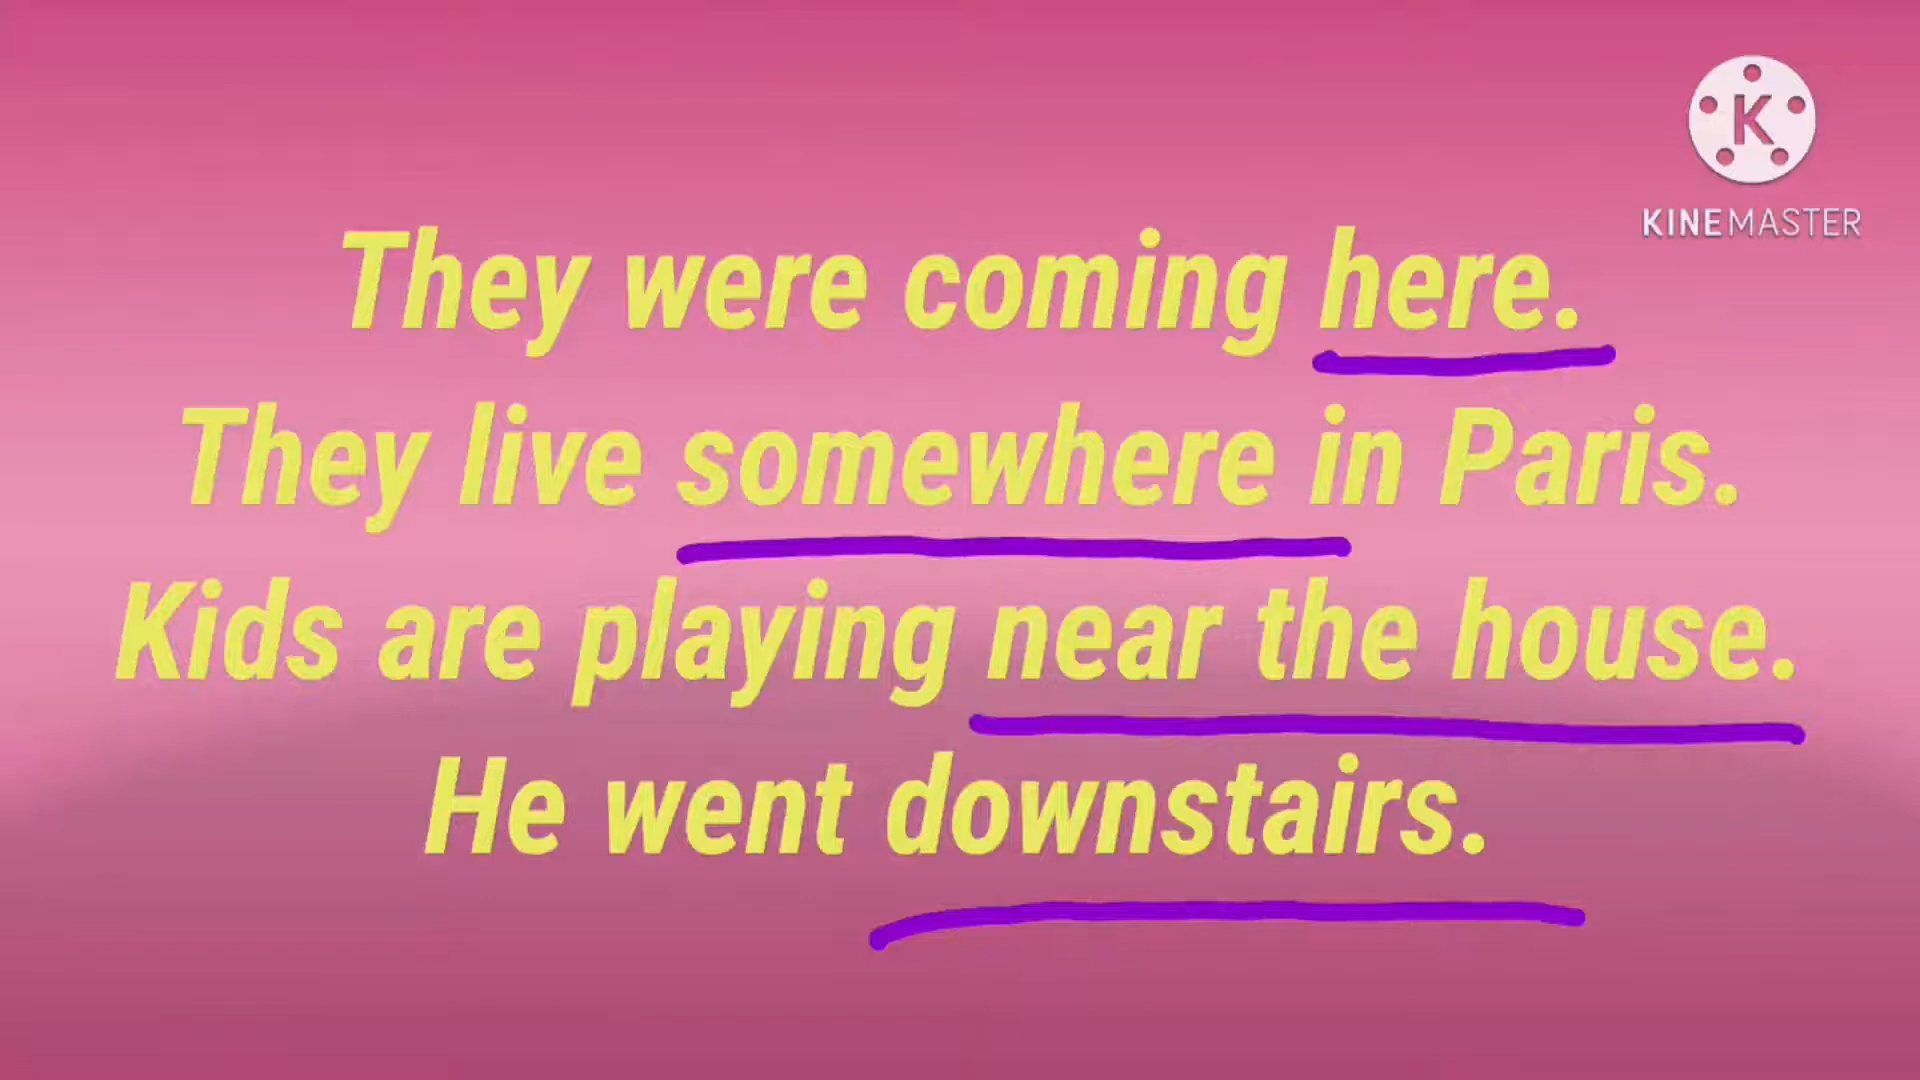 K
KINEMASTER
They were coming here.
They live somewhere in Paris.
Kids are playing near the house.
He went downstairs.